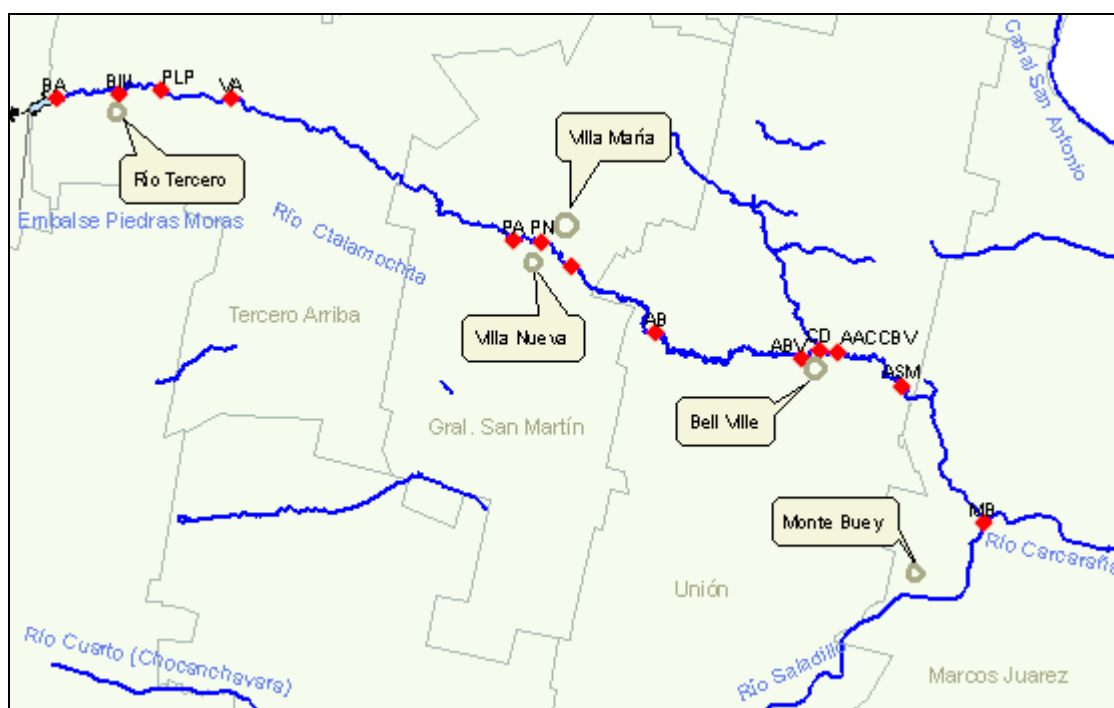 Canal San Antonio
BA
BIII
PLP
VA
Villa María
Río Tercero
Embalse Piedras Moras
Río Ctalamochita
PA
PN
Tercero Arriba
Villa Nueva
AB
ABV
CD
AACCBV
ASM
Bell Ville
Gral. San Martín
Monte Buey
MB
Río Carcaraña
Unión
Río Cuarto (Chocanchavara)
Río Saladillo
Marcos Juarez